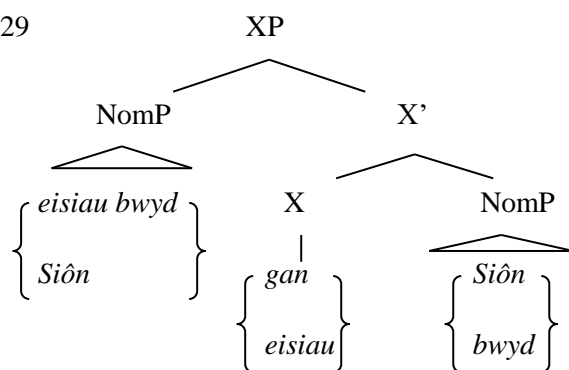 29 XP
NomP X’
eisiau bwyd X NomP
Siôn gan Siôn
eisiau bwyd